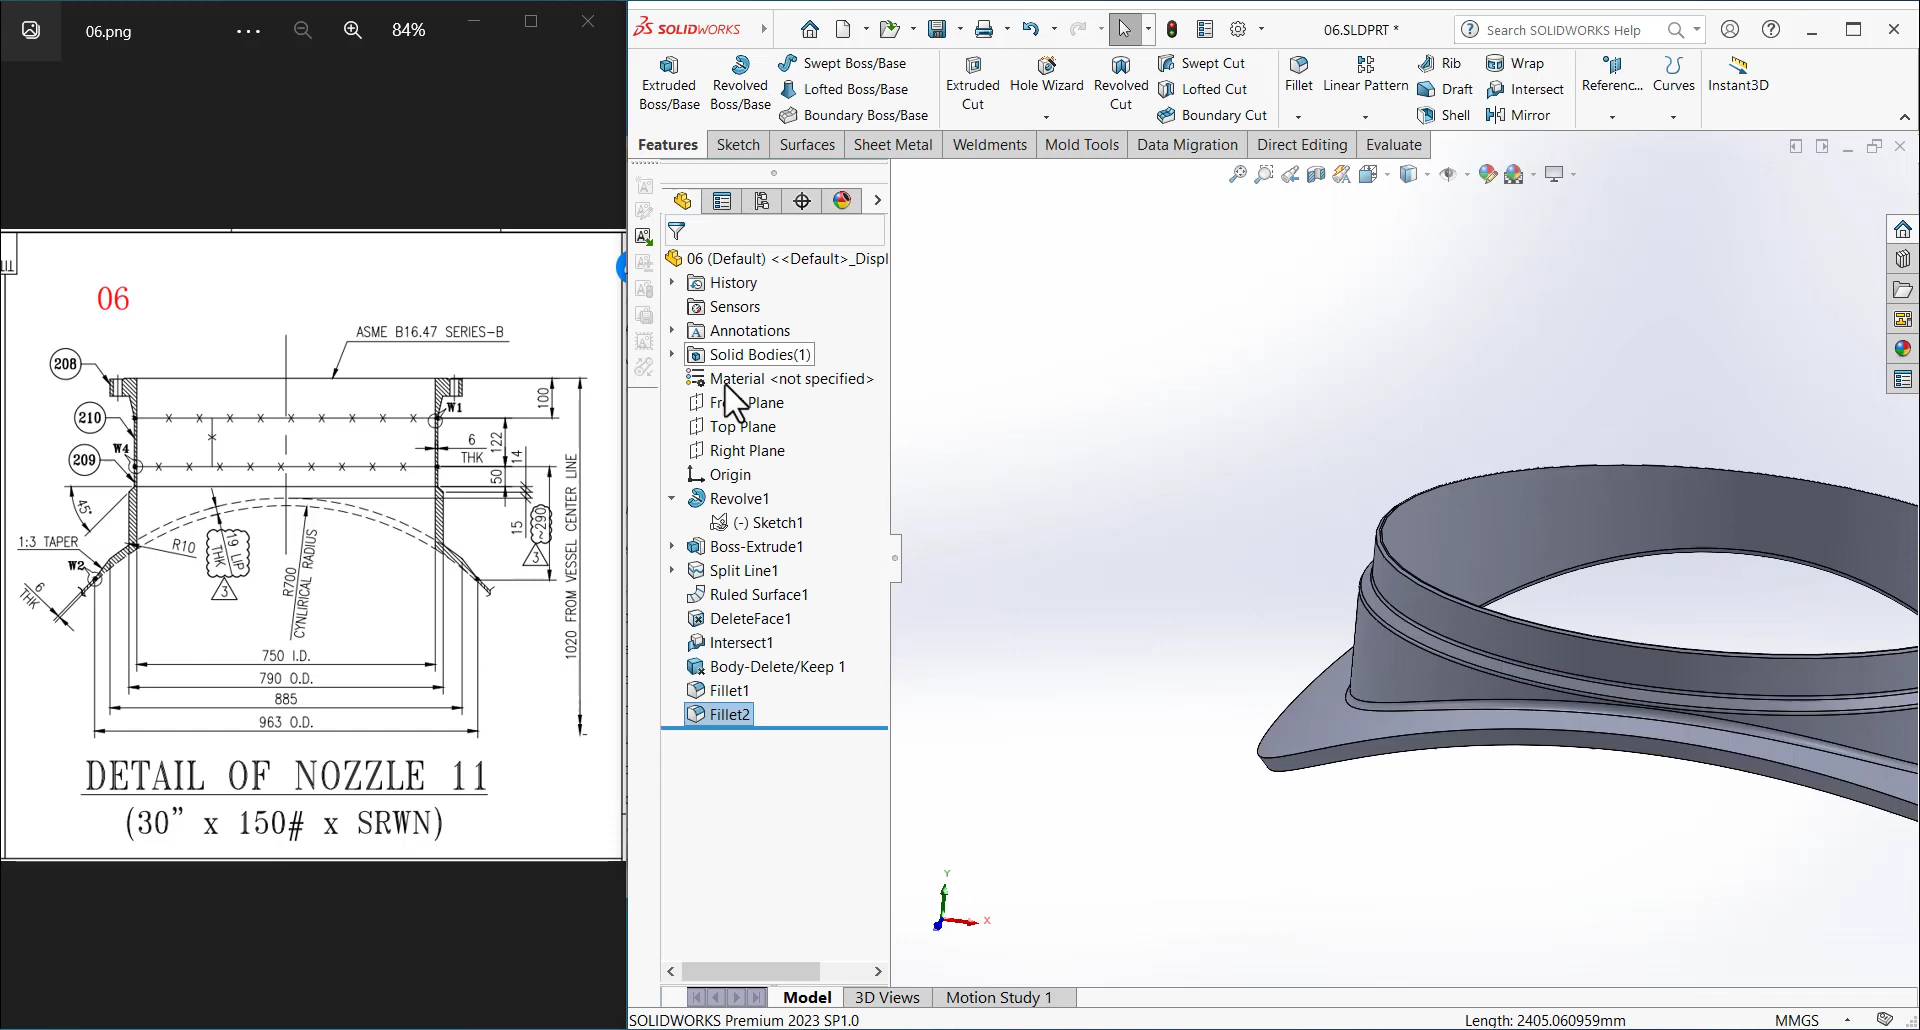 06.png
84%
06
ASME B16.47 SERIES-B
208
210
209
W1
W4
W2
100
122
14
50
15
6
THK
~290
3
45°
1:3 TAPER
R10
19 LIP
THK
3
R700
CYNLIRICAL RADIUS
6
THK
1020 FROM VESSEL CENTER LINE
750 I.D.
790 O.D.
885
963 O.D.
DETAIL OF NOZZLE 11
(30” x 150# x SRWN)
SOLIDWORKS
06.SLDPRT *
Search SOLIDWORKS Help
Extruded Boss/Base
Revolved Boss/Base
Swept Boss/Base
Lofted Boss/Base
Boundary Boss/Base
Extruded Cut
Hole Wizard
Revolved Cut
Swept Cut
Lofted Cut
Boundary Cut
Fillet
Linear Pattern
Rib
Draft
Shell
Wrap
Intersect
Mirror
Referenc...
Curves
Instant3D
Features
Sketch
Surfaces
Sheet Metal
Weldments
Mold Tools
Data Migration
Direct Editing
Evaluate
06 (Default) <<Default>_Displ
History
Sensors
Annotations
Solid Bodies(1)
Material <not specified>
Plane
Top Plane
Right Plane
Origin
Revolve1
(-) Sketch1
Boss-Extrude1
Split Line1
Ruled Surface1
DeleteFace1
Intersect1
Body-Delete/Keep 1
Fillet1
Fillet2
Y
X
Model
3D Views
Motion Study 1
SOLIDWORKS Premium 2023 SP1.0
Length: 2405.060959mm
MMGS